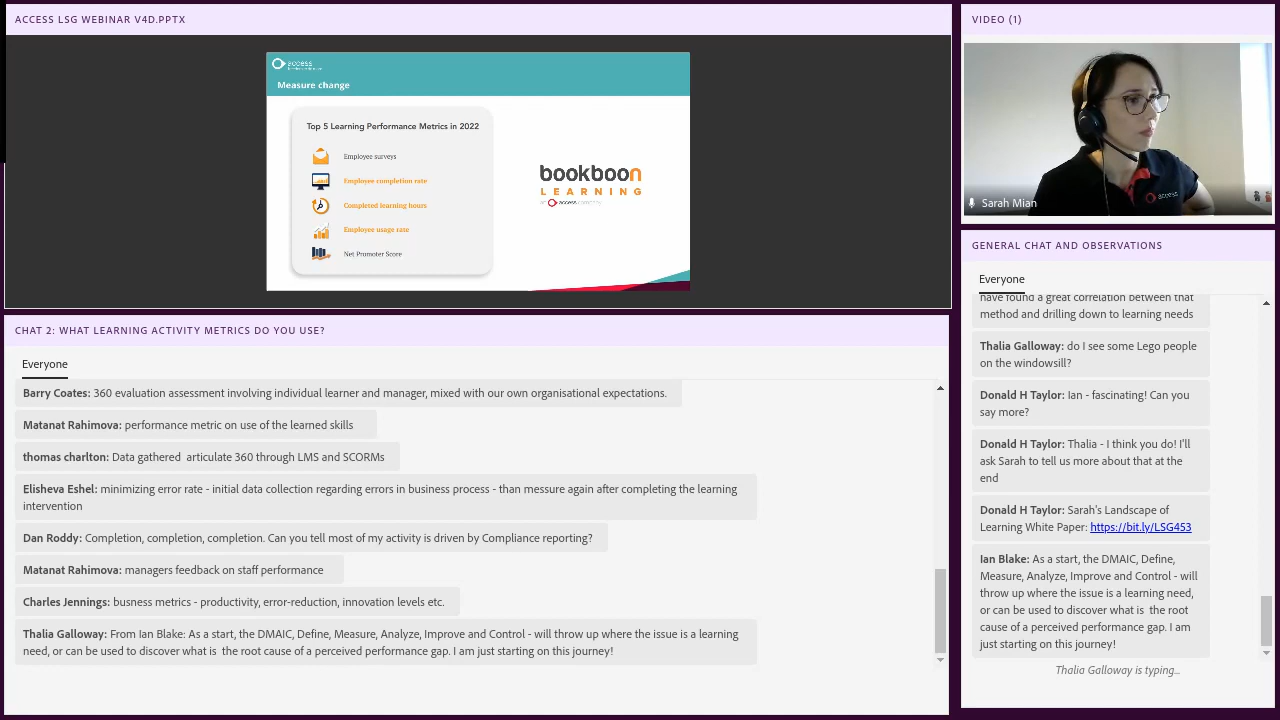 ACCESS LSG WEBINAR V4D.PPTX
access
Measure change
Top 5 Learning Performance Metrics in 2022
Employee surveys
Employee completion rate
Completed learning hours
Employee usage rate
Net Promoter Score
bookboon
LEARNING
an access company
VIDEO (1)
access
Sarah Mian
CHAT 2: WHAT LEARNING ACTIVITY METRICS DO YOU USE?
Everyone
Barry Coates: 360 evaluation assessment involving individual learner and manager, mixed with our own organisational expectations.
Matanat Rahimova: performance metric on use of the learned skills
thomas charlton: Data gathered  articulate 360 through LMS and SCORMs
Elisheva Eshel: minimizing error rate - initial data collection regarding errors in business process - than messure again after completing the learning
intervention
Dan Roddy: Completion, completion, completion. Can you tell most of my activity is driven by Compliance reporting?
Matanat Rahimova: managers feedback on staff performance
Charles Jennings: busness metrics - productivity, error-reduction, innovation levels etc.
Thalia Galloway: From Ian Blake: As a start, the DMAIC, Define, Measure, Analyze, Improve and Control - will throw up where the issue is a learning
need, or can be used to discover what is  the root cause of a perceived performance gap. I am just starting on this journey!
GENERAL CHAT AND OBSERVATIONS
Everyone
have found a great correlation between that
method and drilling down to learning needs
Thalia Galloway: do I see some Lego people
on the windowsill?
Donald H Taylor: Ian - fascinating! Can you
say more?
Donald H Taylor: Thalia - I think you do! I'll
ask Sarah to tell us more about that at the
end
Donald H Taylor: Sarah's Landscape of
Learning White Paper: https://bit.ly/LSG453
Ian Blake: As a start, the DMAIC, Define,
Measure, Analyze, Improve and Control - will
throw up where the issue is a learning need,
or can be used to discover what is  the root
cause of a perceived performance gap. I am
just starting on this journey!
Thalia Galloway is typing...